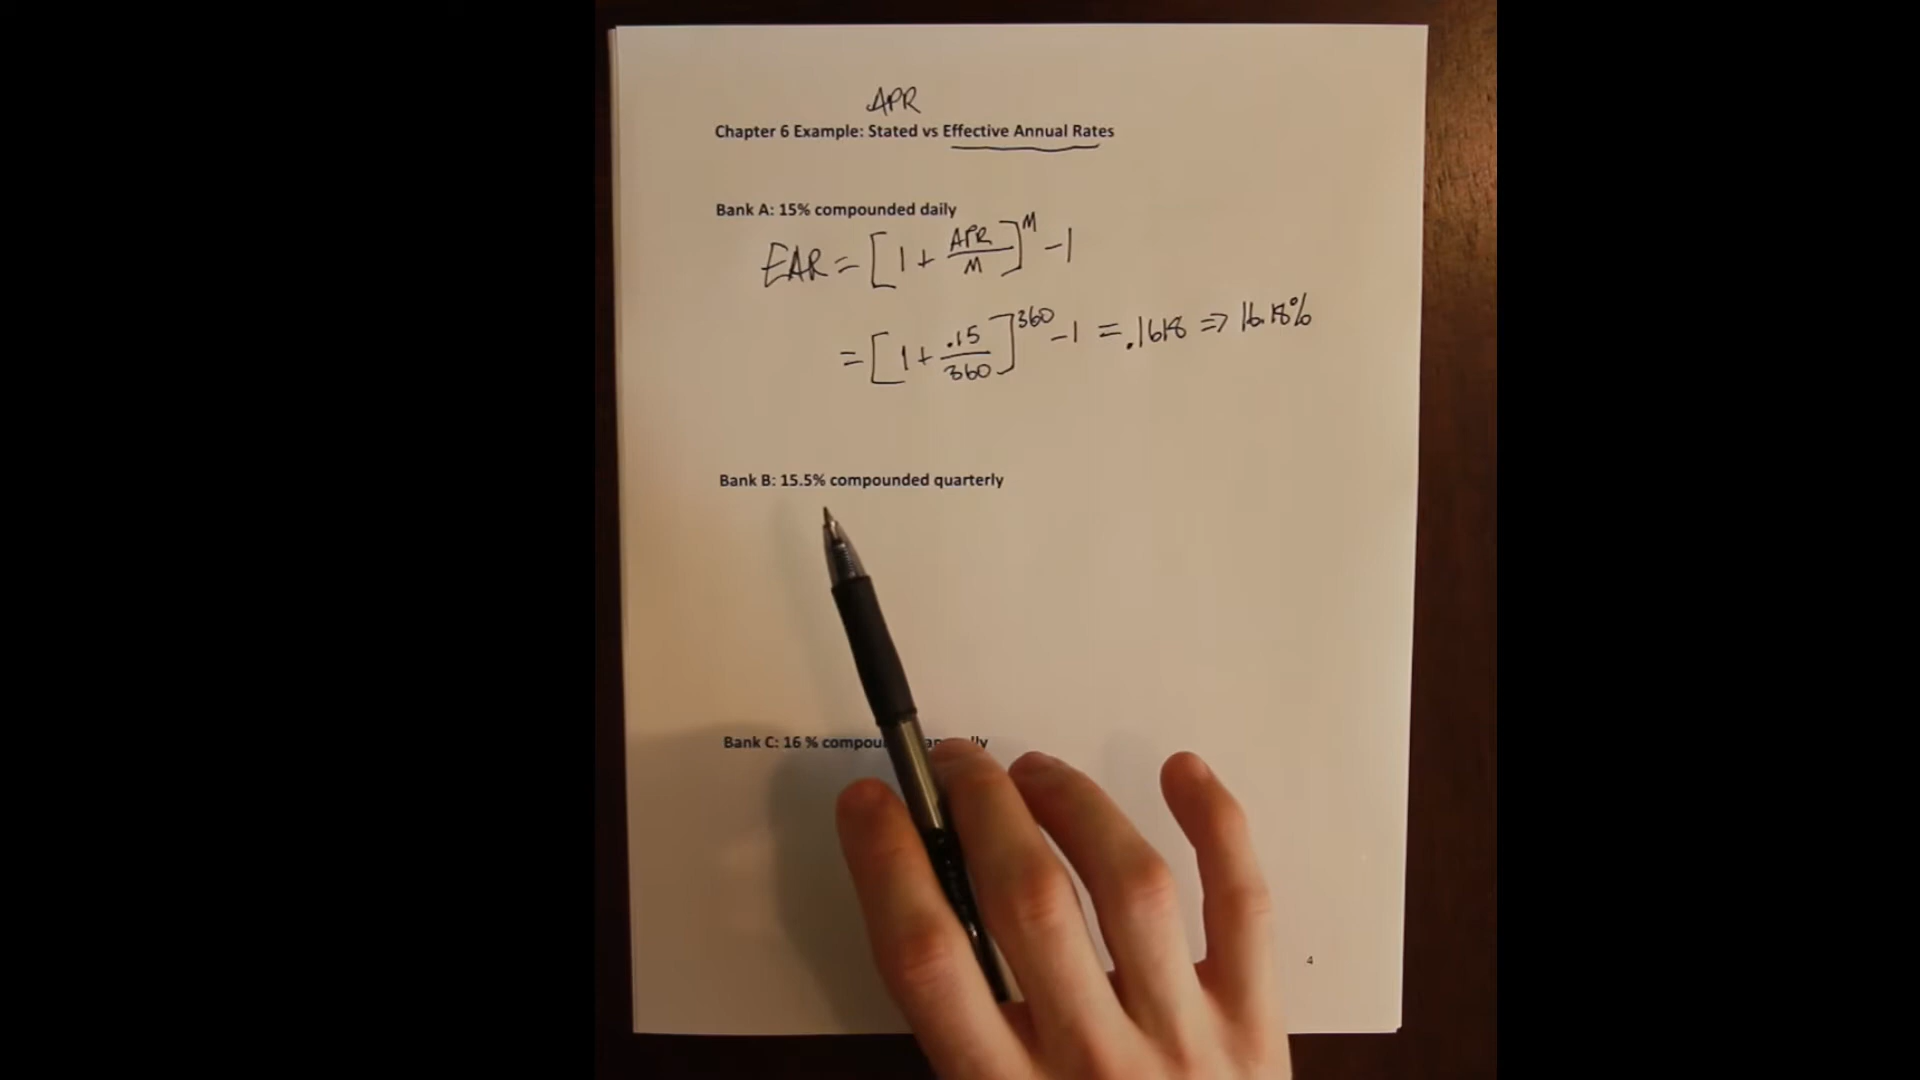 APR
Chapter 6 Example: Stated vs Effective Annual Rates
Bank A: 15% compounded daily
EAR = [1 + APR/M]^M - 1
= [1 + .15/360]^360 - 1 = .1618 ⇒ 16.18%
Bank B: 15.5% compounded quarterly
Bank C: 16 %
4